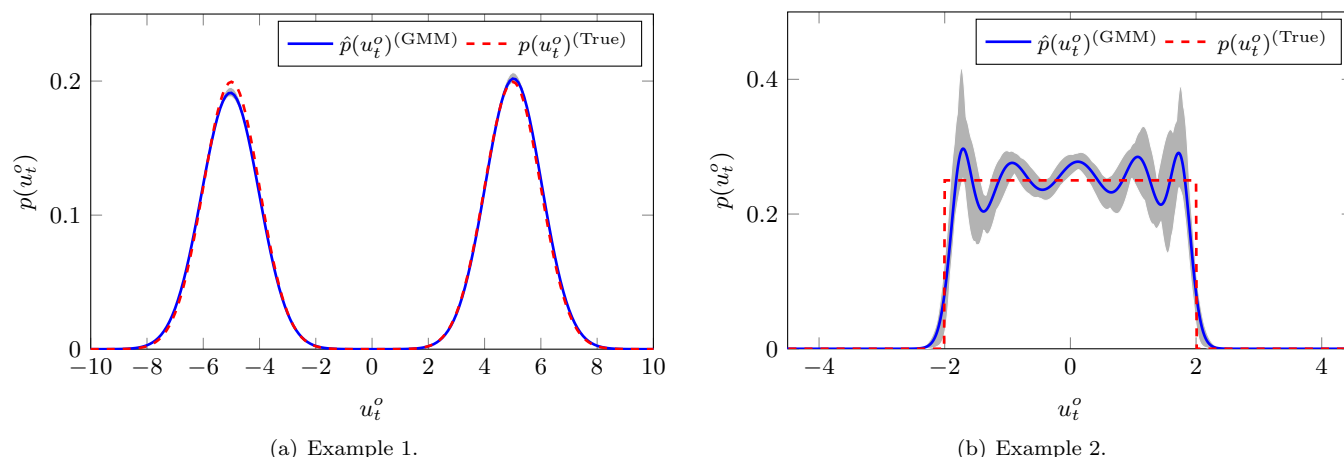 p̂(u_t^o)^(GMM) p(u_t^o)^(True)
0.2
0.1
0
p(u_t^o)
−10 −8 −6 −4 −2 0 2 4 6 8 10
u_t^o
(a) Example 1.
p̂(u_t^o)^(GMM) p(u_t^o)^(True)
0.4
0.2
0
p(u_t^o)
−4 −2 0 2 4
u_t^o
(b) Example 2.